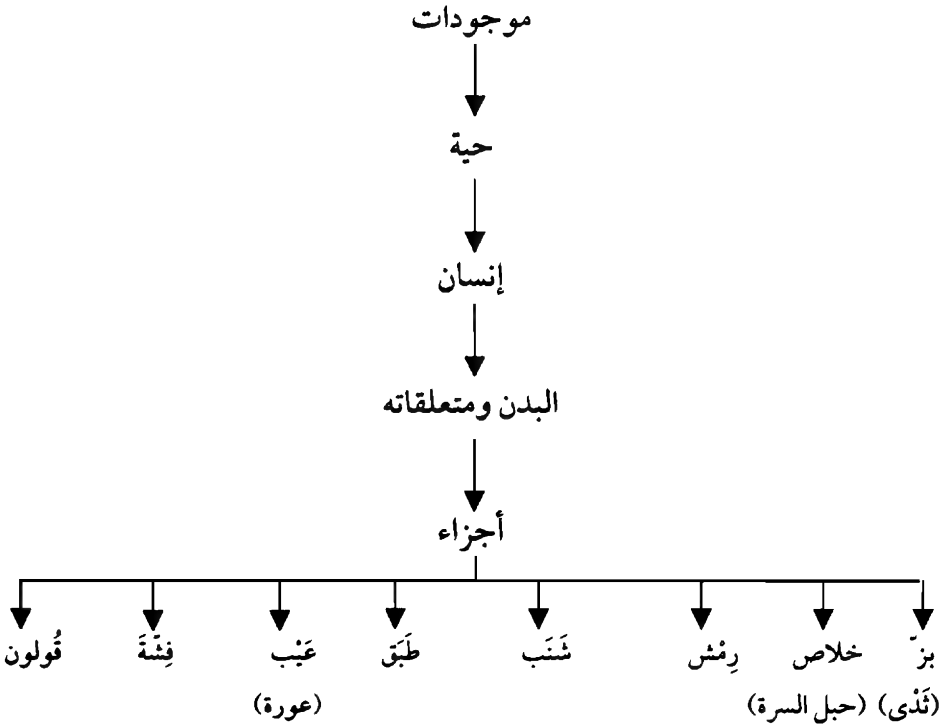 موجودات
حية
إنسان
البدن ومتعلقاته
أجزاء
بزّ خلاص رِمْش شَنَب طَبَق عَيْب فِشَّةَ قُولون
(ثَدْى) (حبل السرة) (عورة)